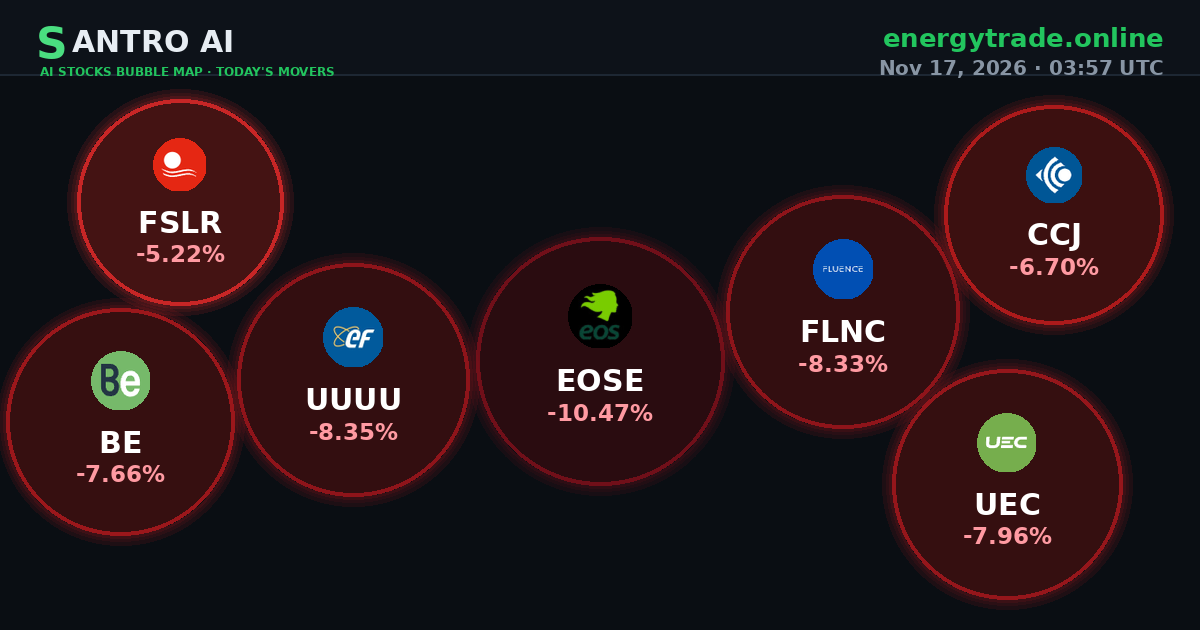 SANTRO AI
AI STOCKS BUBBLE MAP · TODAY'S MOVERS
energytrade.online
Nov 17, 2026 · 03:57 UTC
FSLR
-5.22%
Be
BE
-7.66%
eF
UUUU
-8.35%
eos
EOSE
-10.47%
FLUENCE
FLNC
-8.33%
CCJ
-6.70%
UEC
UEC
-7.96%